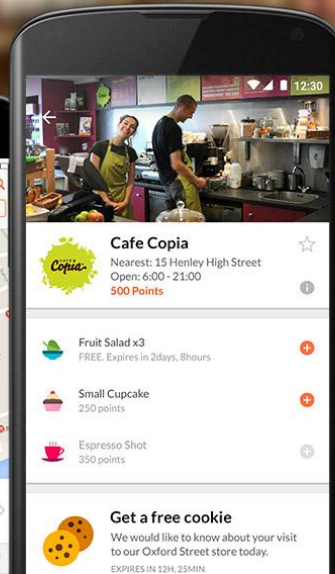 12:30
CAFFE
Copia
Cafe Copia
Nearest: 15 Henley High Street
Open: 6:00 - 21:00
500 Points
Fruit Salad x3
FREE. Expires in 2days, 8hours
Small Cupcake
250 points
Espresso Shot
350 points
Get a free cookie
We would like to know about your visit
to our Oxford Street store today.
EXPIRES IN 12H, 25MIN